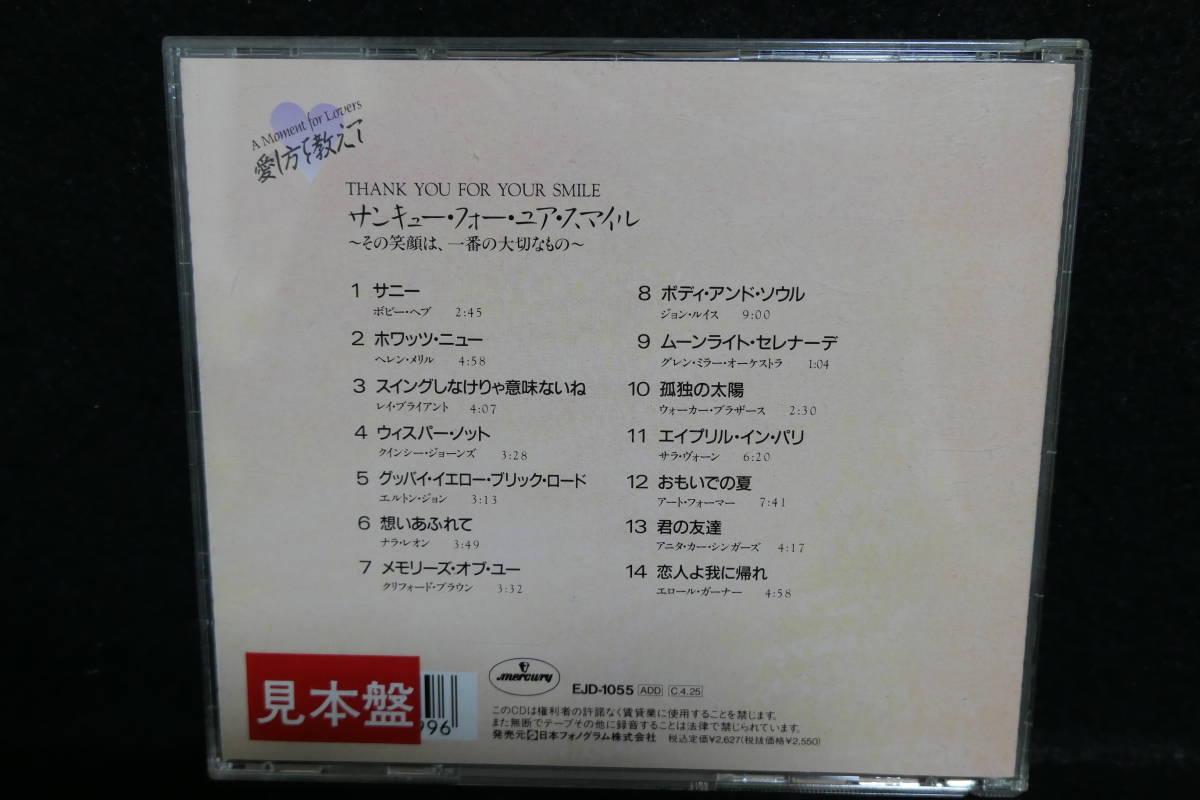 A Moment for Lovers
愛し方を教えて
THANK YOU FOR YOUR SMILE
サンキュー・フォー・ユア・スマイル
～その笑顔は、一番の大切なもの～
1 サニー
ボビー・ヘブ 2:45
2 ホワッツ・ニュー
ヘレン・メリル 4:58
3 スイングしなけりゃ意味ないね
レイ・ブライアント 4:07
4 ウィスパー・ノット
クインシー・ジョーンズ 3:28
5 グッバイ・イエロー・ブリック・ロード
エルトン・ジョン 3:13
6 想いあふれて
ナラ・レオン 3:49
7 メモリーズ・オブ・ユー
クリフォード・ブラウン 3:32
8 ボディ・アンド・ソウル
ジョン・ルイス 9:00
9 ムーンライト・セレナーデ
グレン・ミラー・オーケストラ 1:04
10 孤独の太陽
ウォーカー・ブラザース 2:30
11 エイプリル・イン・パリ
サラ・ヴォーン 6:20
12 おもいでの夏
アート・ファーマー 7:41
13 君の友達
アニタ・カー・シンガーズ 4:17
14 恋人よ我に帰れ
エロール・ガーナー 4:58
見本盤
996
mercury
EJD-1055 ADD C.4.25
このCDは権利者の許諾なく賃貸業に使用することを禁じます。
また無断でテープその他に録音することは法律で禁じられています。
発売元 日本フォノグラム株式会社 税込定価¥2,627(税抜価格¥2,550)